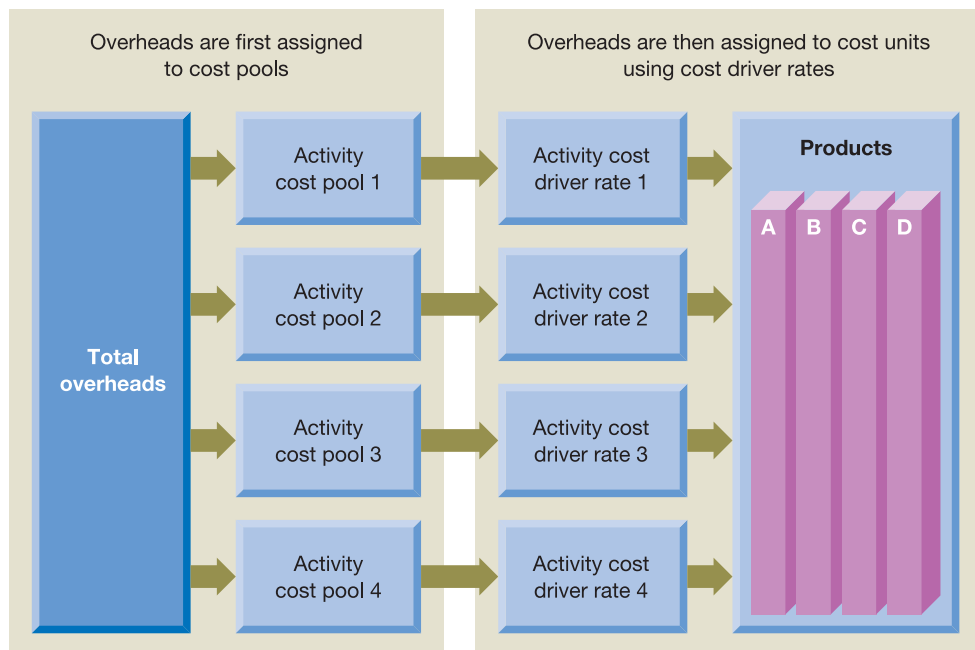 Overheads are first assigned
to cost pools
Overheads are then assigned to cost units
using cost driver rates
Total
overheads
Activity
cost pool 1
Activity cost
driver rate 1
Activity
cost pool 2
Activity cost
driver rate 2
Activity
cost pool 3
Activity cost
driver rate 3
Activity
cost pool 4
Activity cost
driver rate 4
Products
A B C D